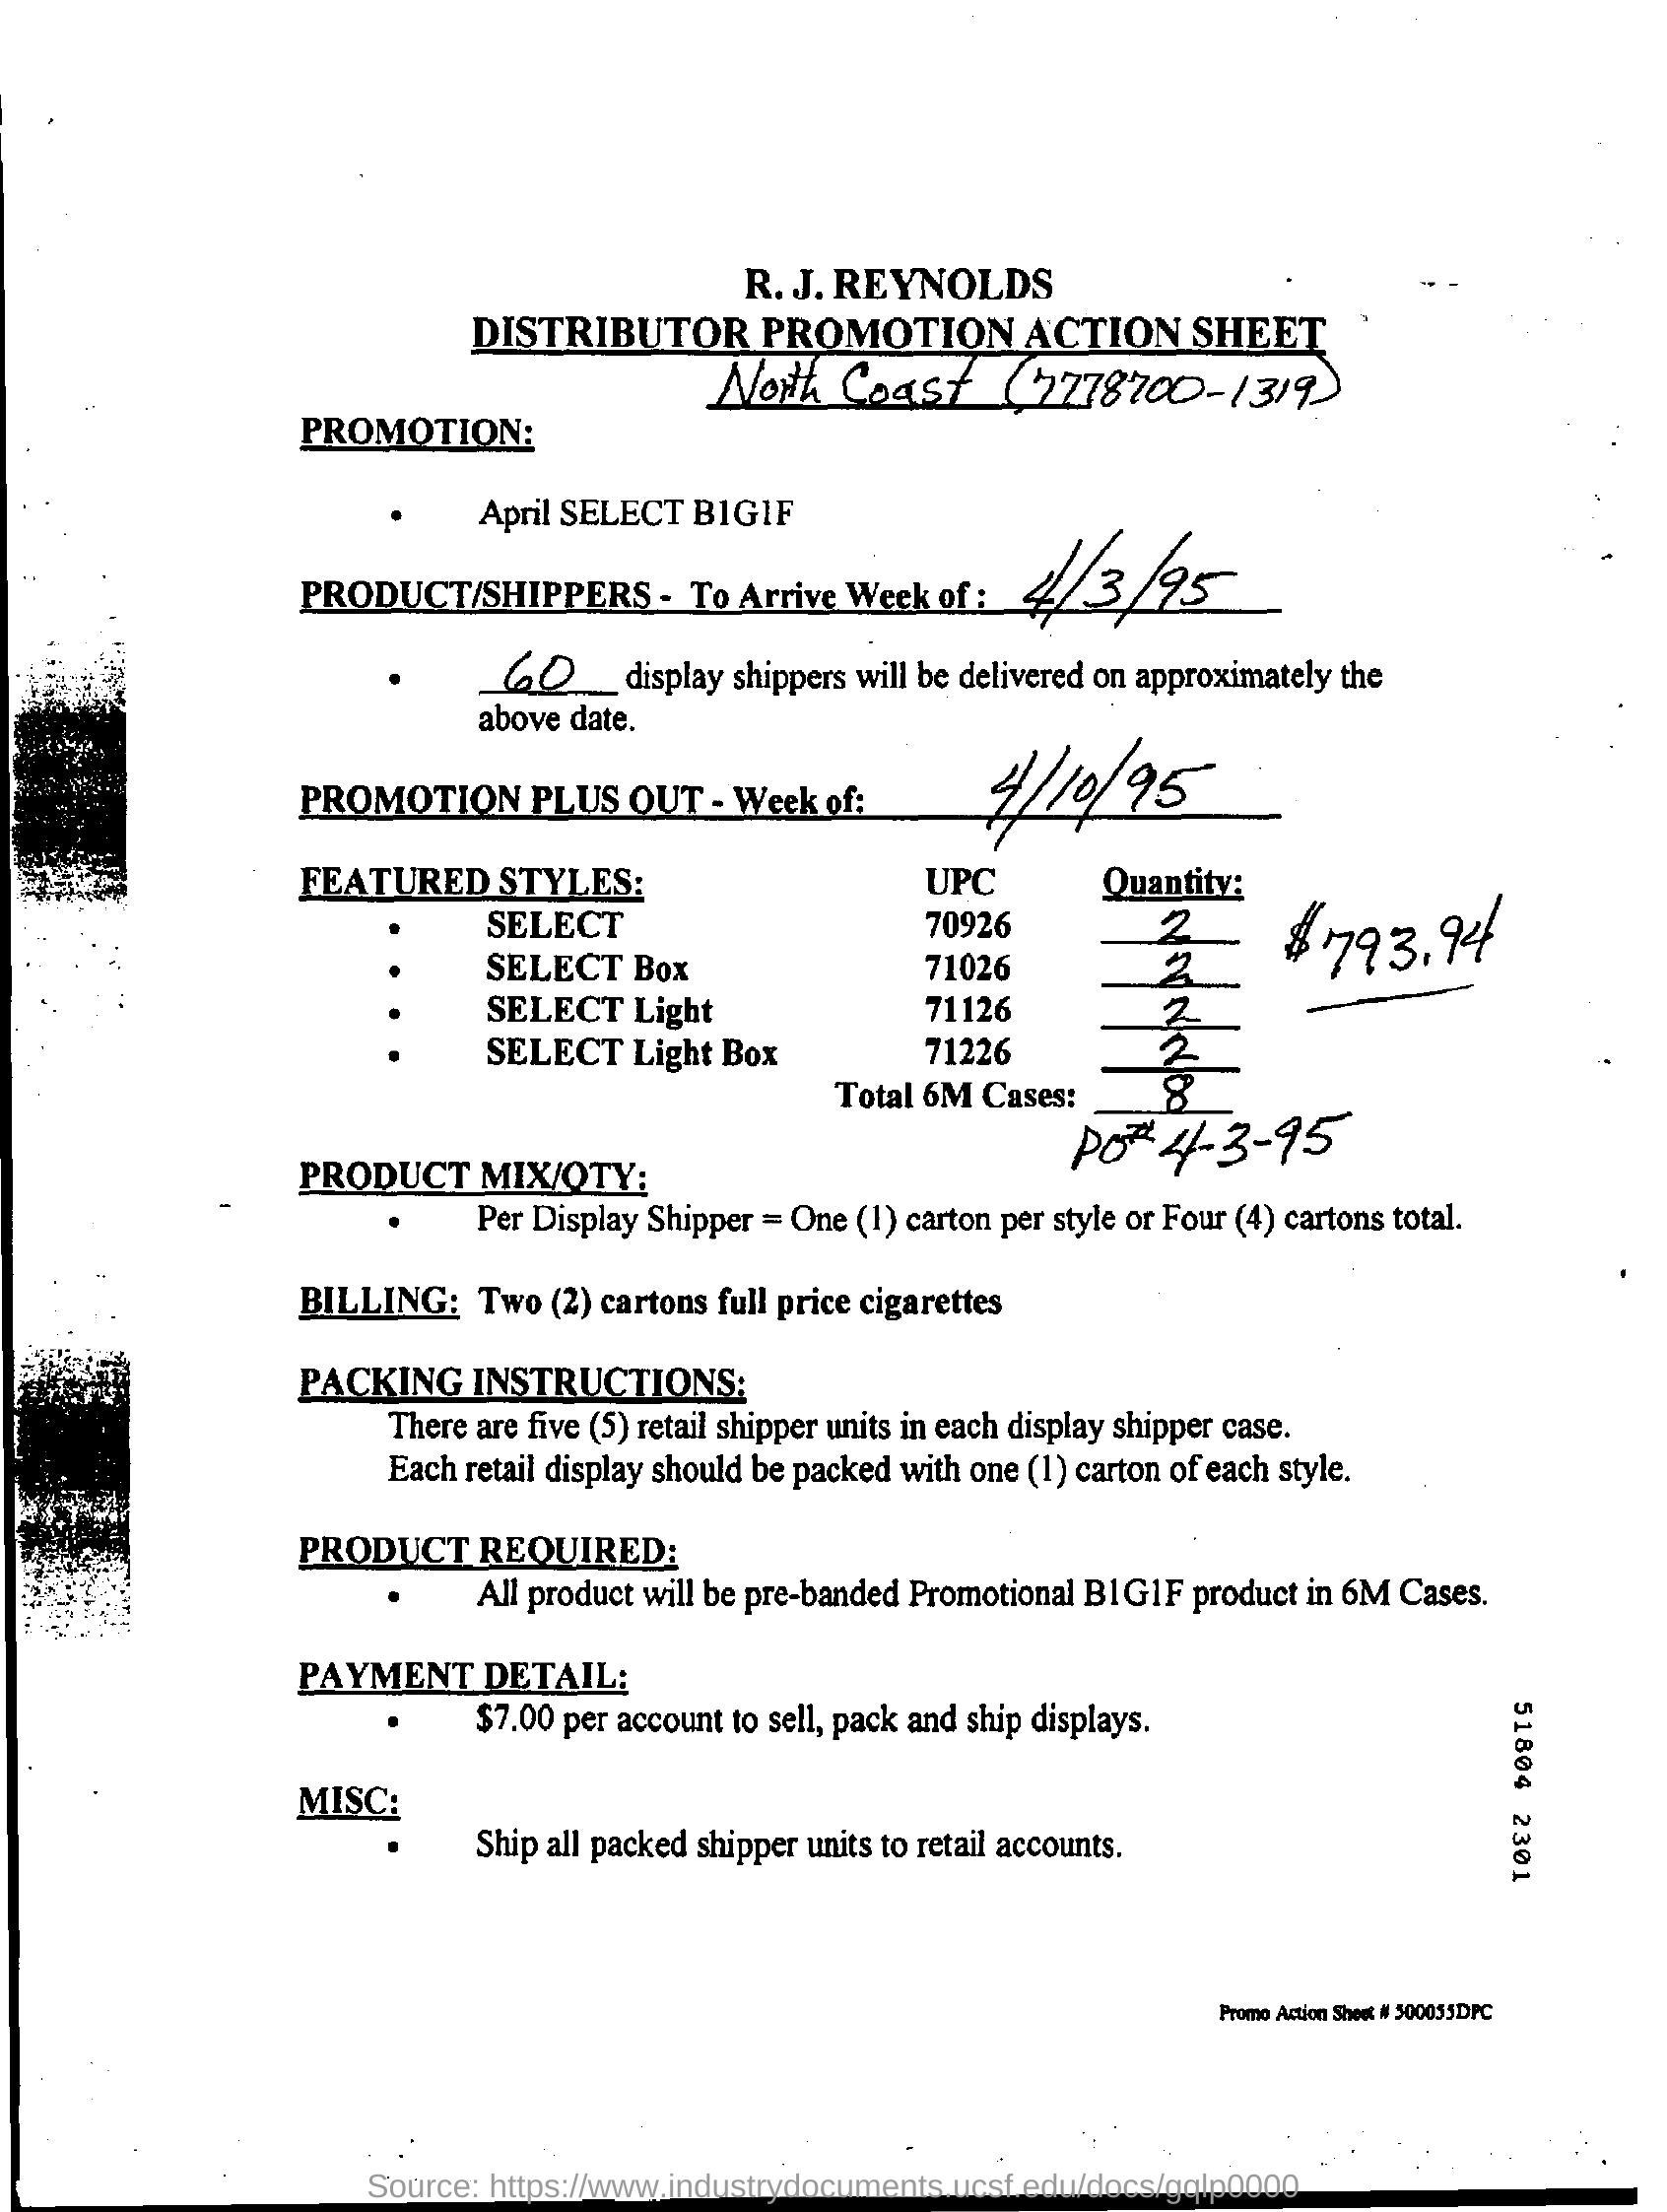 R. J. REYNOLDS
DISTRIBUTOR PROMOTION ACTION SHEET
North Coast (7778700-1319)
PROMOTION:
• April SELECT B1G1F
PRODUCT/SHIPPERS - To Arrive Week of: 4/3/95
• 60 display shippers will be delivered on approximately the
above date.
PROMOTION PLUS OUT - Week of: 4/10/95
FEATURED STYLES: UPC Quantity:
• SELECT 70926 2 $793.94
• SELECT Box 71026 2
• SELECT Light 71126 2
• SELECT Light Box 71226 2
Total 6M Cases: 8
PO# 4-3-95
PRODUCT MIX/QTY:
• Per Display Shipper = One (1) carton per style or Four (4) cartons total.
BILLING: Two (2) cartons full price cigarettes
PACKING INSTRUCTIONS:
There are five (5) retail shipper units in each display shipper case.
Each retail display should be packed with one (1) carton of each style.
PRODUCT REQUIRED:
• All product will be pre-banded Promotional B1G1F product in 6M Cases.
PAYMENT DETAIL:
• $7.00 per account to sell, pack and ship displays.
MISC:
• Ship all packed shipper units to retail accounts.
51804 2301
Promo Action Sheet # 500055DPC
Source: https://www.industrydocuments.ucsf.edu/docs/gqlp0000